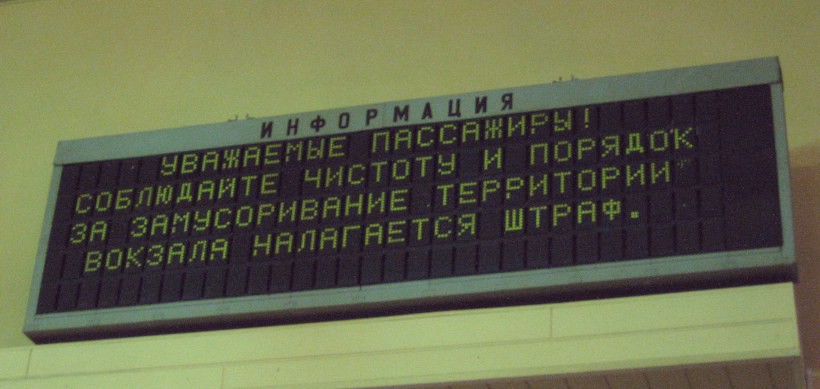 ИНФОРМАЦИЯ
УВАЖАЕМЫЕ ПАССАЖИРЫ!
СОБЛЮДАЙТЕ ЧИСТОТУ И ПОРЯДОК
ЗА ЗАМУСОРИВАНИЕ ТЕРРИТОРИИ
ВОКЗАЛА НАЛАГАЕТСЯ ШТРАФ.